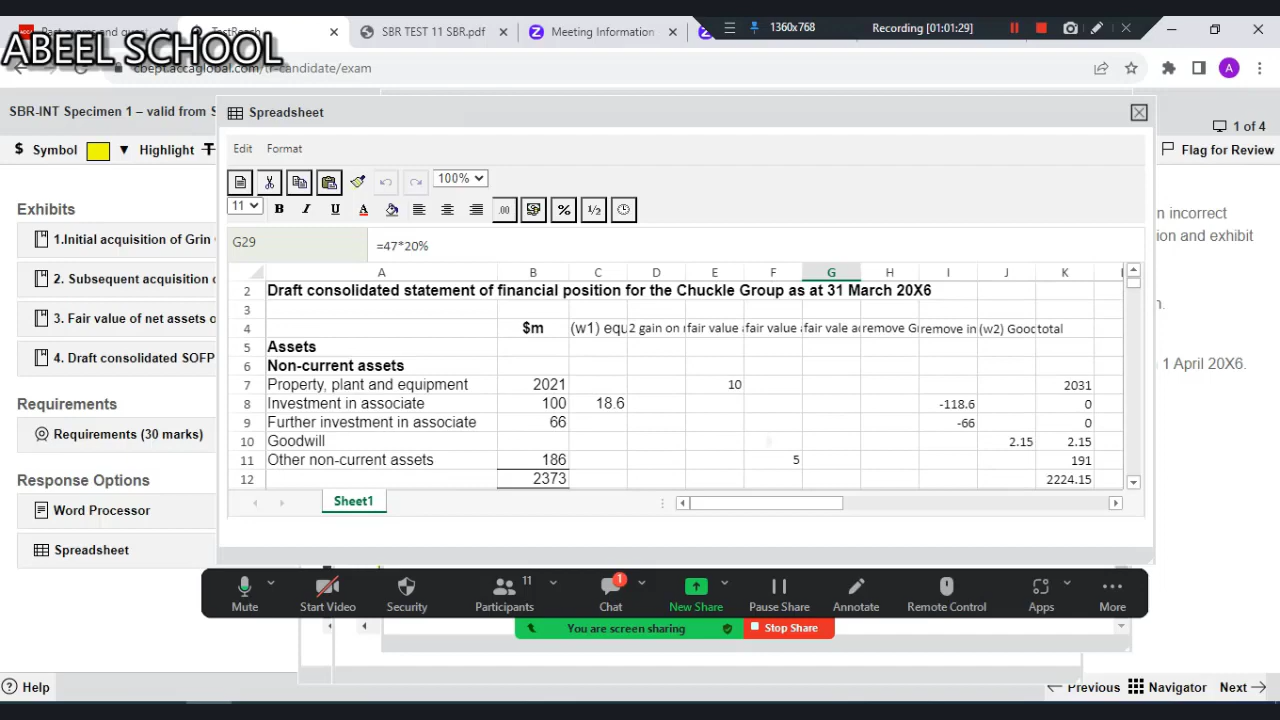 TestReach
SBR TEST 11 SBR.pdf
Meeting Information
1360x768
Recording [01:01:29]
ABEEL SCHOOL
cbept.accaglobal.com/tr-candidate/exam
A
SBR-INT Specimen 1 – valid from S
Spreadsheet
1 of 4
$ Symbol
Highlight
Edit Format
Flag for Review
100%
11 B I U A .00 % 1/2
Exhibits
1.Initial acquisition of Grin
2. Subsequent acquisition
3. Fair value of net assets o
4. Draft consolidated SOFP
n incorrect
ion and exhibit
n.
1 April 20X6.
G29 =47*20%
A B C D E F G H I J K
2 Draft consolidated statement of financial position for the Chuckle Group as at 31 March 20X6
3
4 $m (w1) equ 2 gain on fair value fair value fair vale remove remove in (w2) Good total
5 Assets
6 Non-current assets
7 Property, plant and equipment 2021 10 2031
8 Investment in associate 100 18.6 -118.6 0
9 Further investment in associate 66 -66 0
10 Goodwill 2.15 2.15
11 Other non-current assets 186 5 191
12 2373 2224.15
Sheet1
Requirements
Requirements (30 marks)
Response Options
Word Processor
Spreadsheet
Mute
Start Video
Security
Participants 11
Chat 1
New Share
Pause Share
Annotate
Remote Control
Apps
More
You are screen sharing
Stop Share
Help
Previous
Navigator
Next